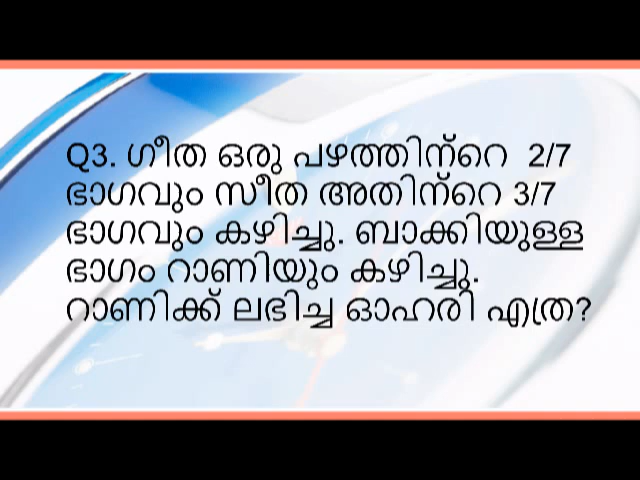 Q3. ഗീത ഒരു പഴത്തിന്റെ 2/7
ഭാഗവും സീത അതിന്റെ 3/7
ഭാഗവും കഴിച്ചു. ബാക്കിയുള്ള
ഭാഗം റാണിയും കഴിച്ചു.
റാണിക്ക് ലഭിച്ച ഓഹരി എത്ര?